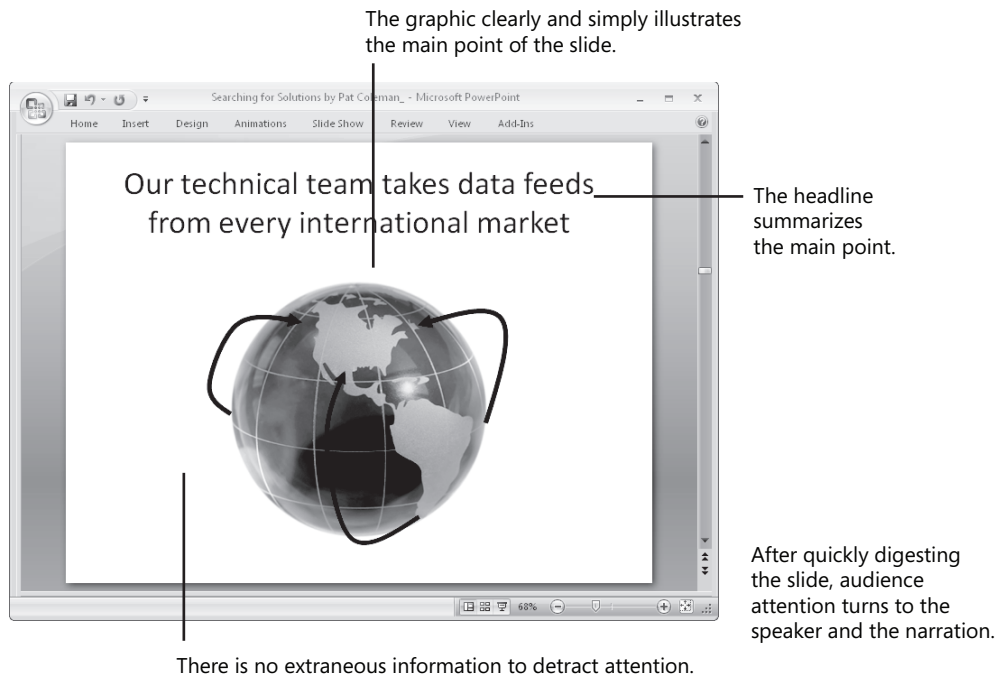 The graphic clearly and simply illustrates
the main point of the slide.
Searching for Solutions by Pat Coleman_ - Microsoft PowerPoint
Home Insert Design Animations Slide Show Review View Add-Ins
Our technical team takes data feeds
from every international market
The headline
summarizes
the main point.
After quickly digesting
the slide, audience
attention turns to the
speaker and the narration.
68%
There is no extraneous information to detract attention.